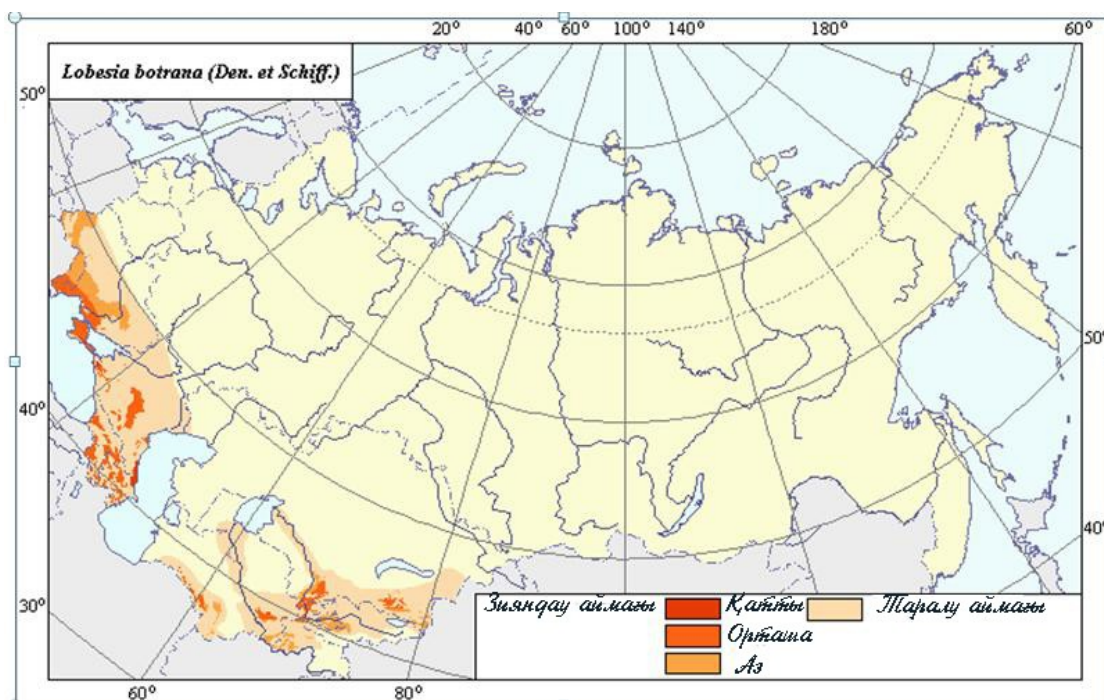 20° 40° 60° 100° 140° 180° 60°
Lobesia botrana (Den. et Schiff.)
50°
50°
40°
40°
30°
Зияндау аймағы Қатты Таралу аймағы
Орташа
Аз
60° 80°